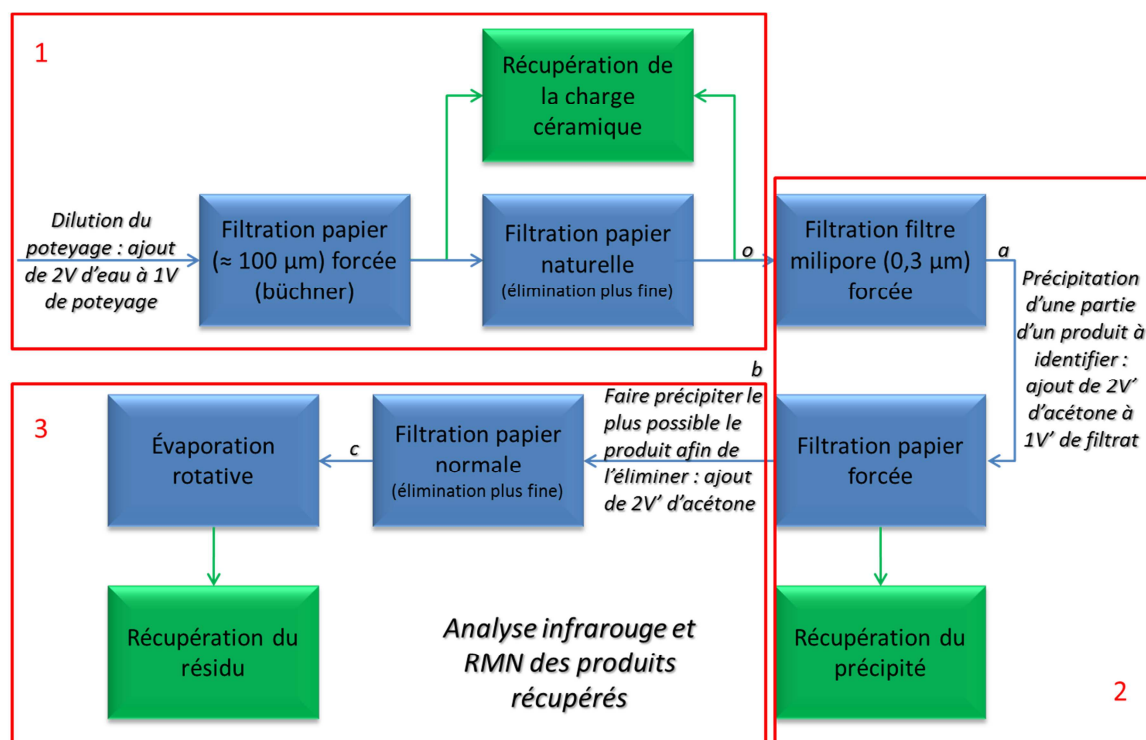 1
Récupération de
la charge
céramique
Dilution du
poteyage : ajout
de 2V d'eau à 1V
de poteyage
Filtration papier
(≈ 100 µm) forcée
(büchner)
Filtration papier
naturelle
(élimination plus fine)
o
Filtration filtre
milipore (0,3 µm)
forcée
a
Précipitation
d'une partie
d'un produit à
identifier :
ajout de 2V'
d'acétone à
1V' de filtrat
3
Évaporation
rotative
c
Filtration papier
normale
(élimination plus fine)
b
Faire précipiter le
plus possible le
produit afin de
l'éliminer : ajout
de 2V' d'acétone
Filtration papier
forcée
Récupération du
résidu
Analyse infrarouge et
RMN des produits
récupérés
Récupération du
précipité
2